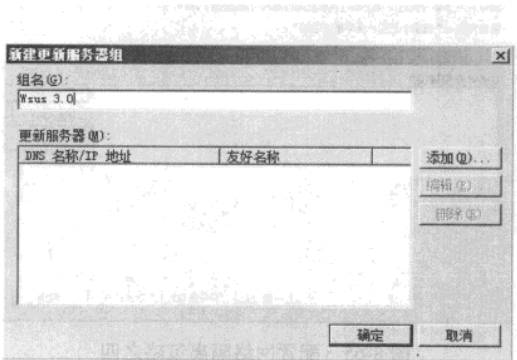 新建更新服务器组
组名(G):
Wsus 3.0
更新服务器(M):
DNS 名称/IP 地址 友好名称
添加(D)...
编辑(E)
删除(R)
确定 取消